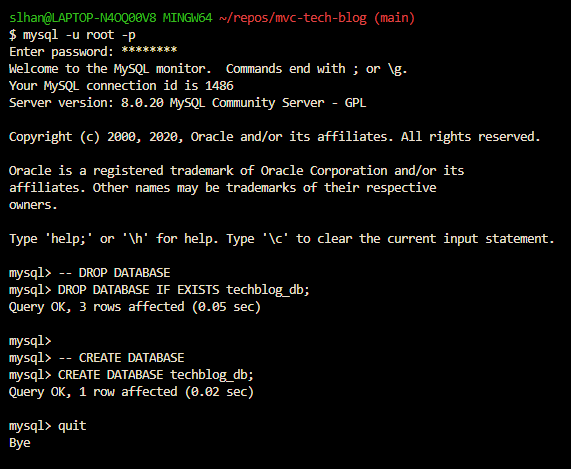 slhan@LAPTOP-N4OQ00V8 MINGW64 ~/repos/mvc-tech-blog (main)
$ mysql -u root -p
Enter password: ********
Welcome to the MySQL monitor.  Commands end with ; or \g.
Your MySQL connection id is 1486
Server version: 8.0.20 MySQL Community Server - GPL
Copyright (c) 2000, 2020, Oracle and/or its affiliates. All rights reserved.
Oracle is a registered trademark of Oracle Corporation and/or its
affiliates. Other names may be trademarks of their respective
owners.
Type 'help;' or '\h' for help. Type '\c' to clear the current input statement.
mysql> -- DROP DATABASE
mysql> DROP DATABASE IF EXISTS techblog_db;
Query OK, 3 rows affected (0.05 sec)
mysql>
mysql> -- CREATE DATABASE
mysql> CREATE DATABASE techblog_db;
Query OK, 1 row affected (0.02 sec)
mysql> quit
Bye